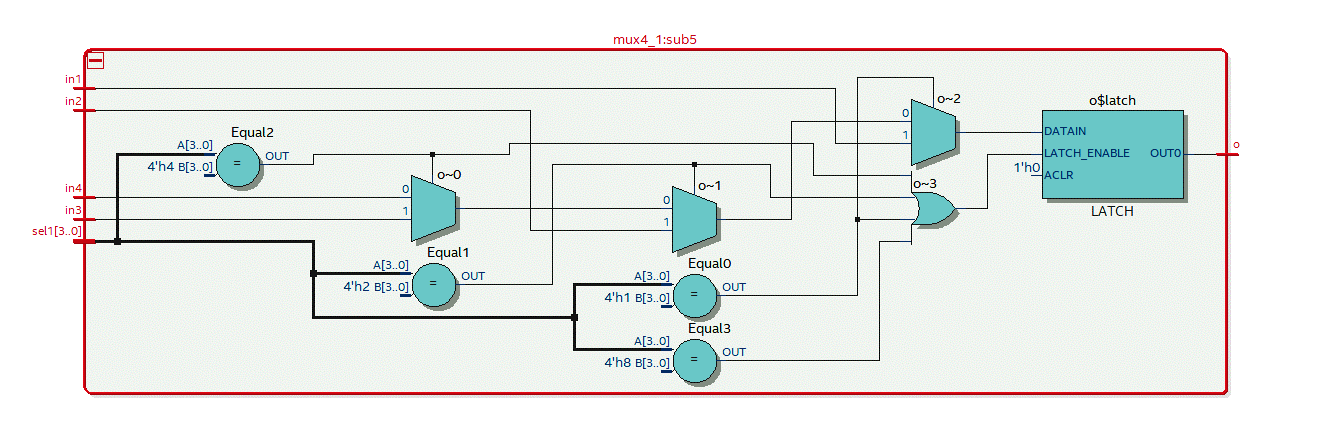 mux4_1:sub5
in1
in2
in4
in3
sel1[3..0]
Equal2
A[3..0]
4'h4 B[3..0]
=
OUT
o~0
0
1
Equal1
A[3..0]
4'h2 B[3..0]
=
OUT
o~1
0
1
Equal0
A[3..0]
4'h1 B[3..0]
=
OUT
Equal3
A[3..0]
4'h8 B[3..0]
=
OUT
o~2
0
1
o~3
o$latch
DATAIN
LATCH_ENABLE OUT0
1'h0 ACLR
LATCH
o